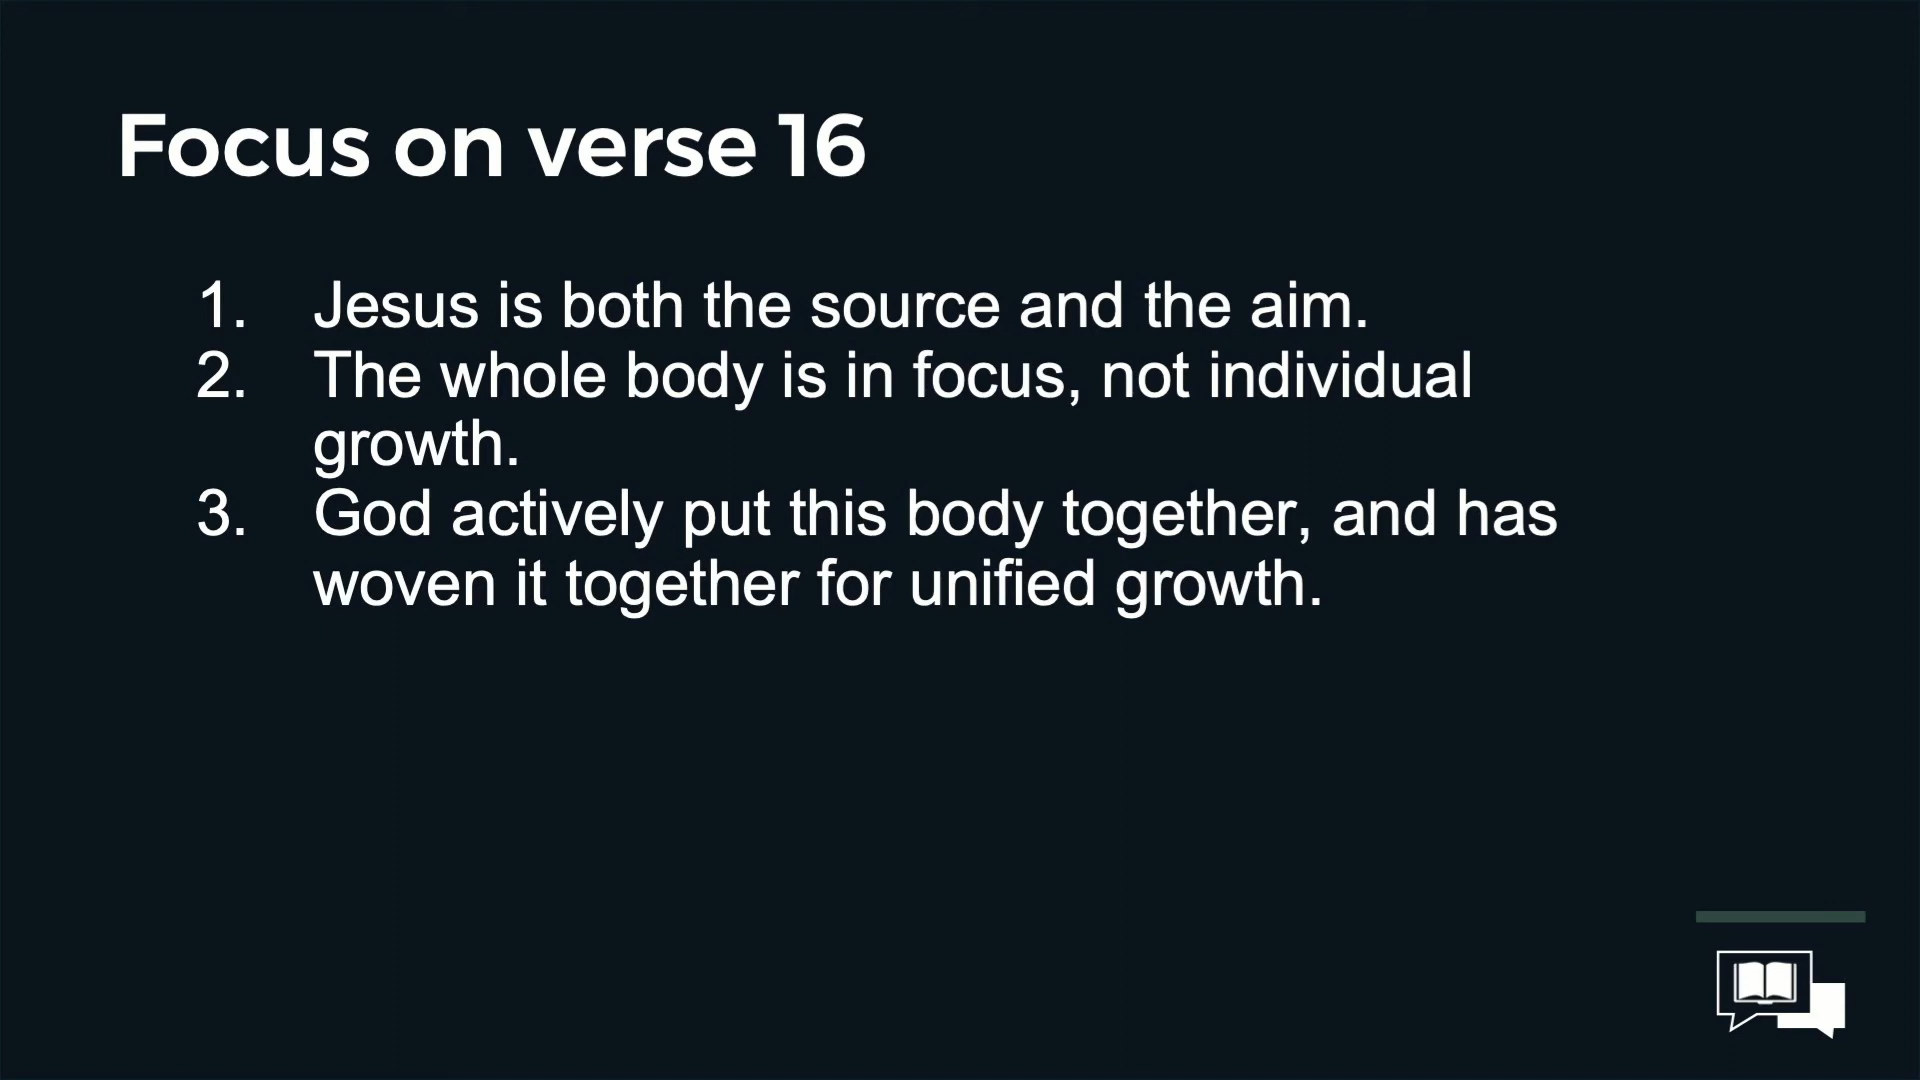 Focus on verse 16
1. Jesus is both the source and the aim.
2. The whole body is in focus, not individual
growth.
3. God actively put this body together, and has
woven it together for unified growth.